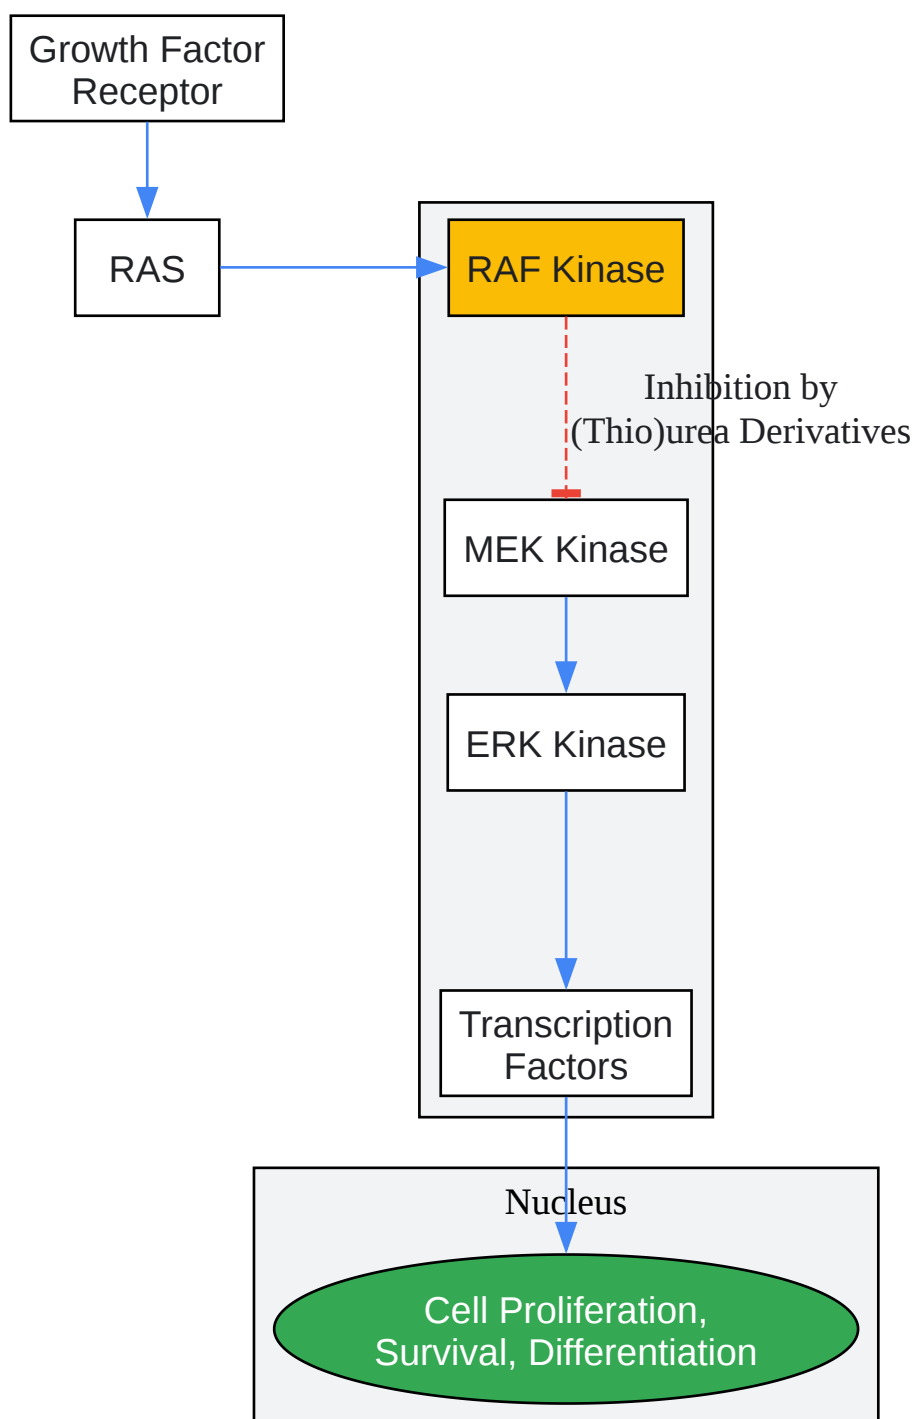 Growth Factor
Receptor
RAS
RAF Kinase
Inhibition by
(Thio)urea Derivatives
MEK Kinase
ERK Kinase
Transcription
Factors
Nucleus
Cell Proliferation,
Survival, Differentiation